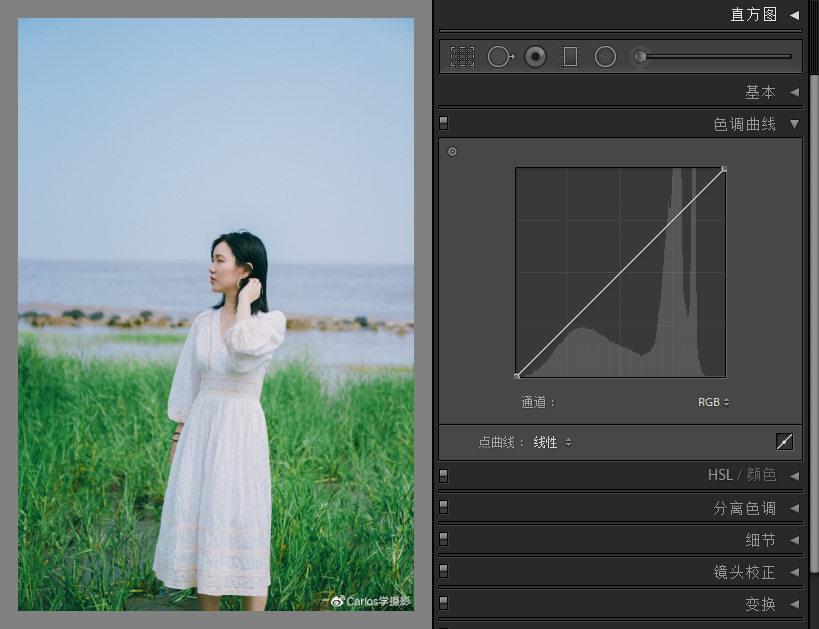 直方图
基本
色调曲线
通道：
RGB
点曲线： 线性
HSL / 颜色
分离色调
细节
镜头校正
变换
Carlos学摄影